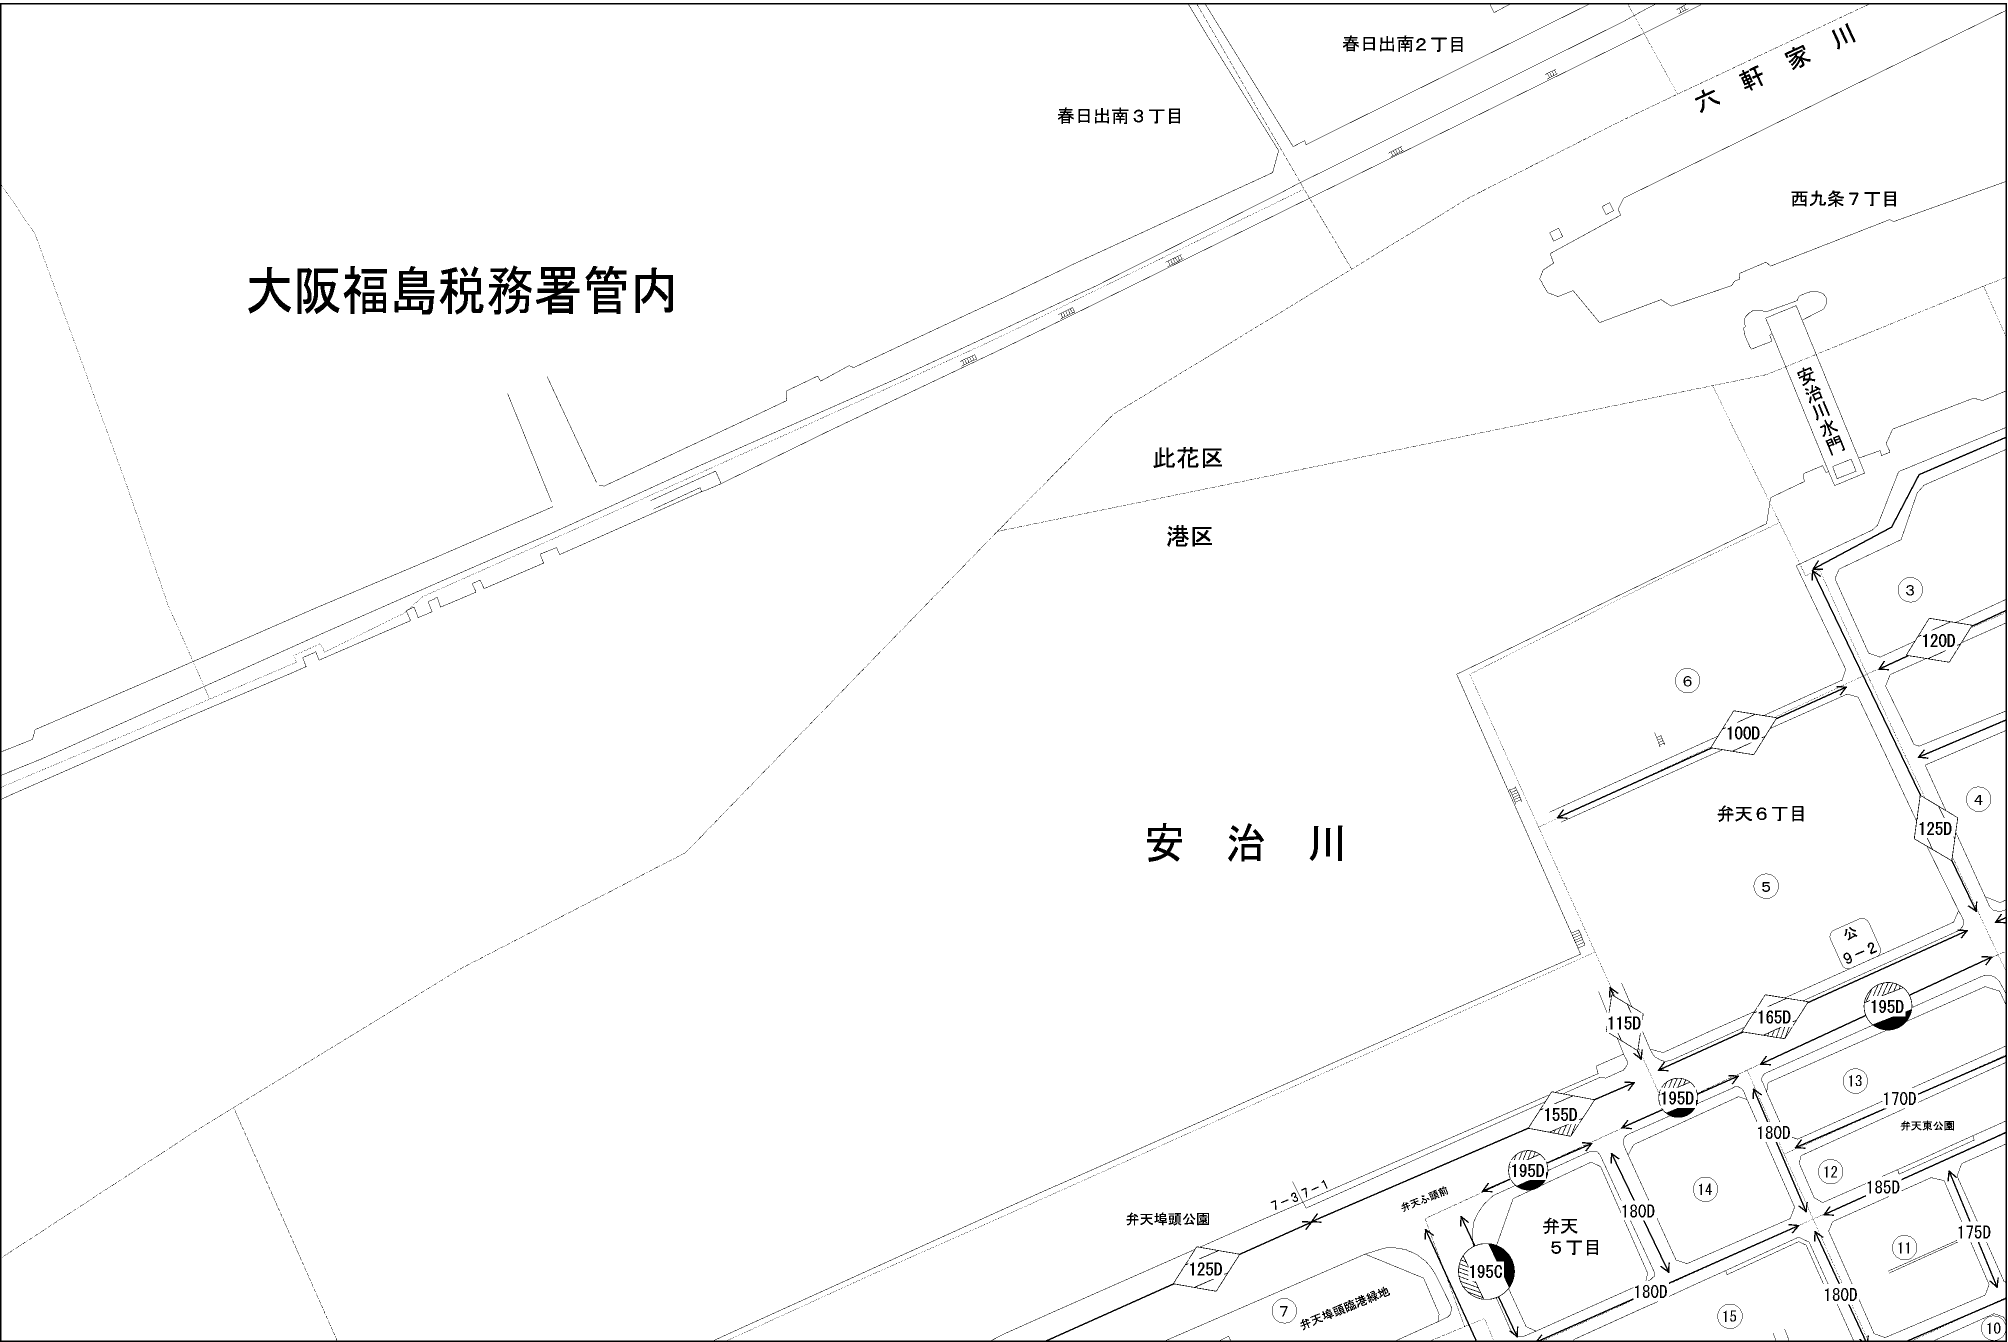 春日出南２丁目
六軒家川
春日出南３丁目
西九条７丁目
大阪福島税務署管内
安治川水門
此花区
港区
3
120D
6
100D
4
弁天６丁目
125D
安治川
5
公
９－２
195D
165D
115D
13
195D
170D
155D
弁天東公園
180D
12
195D
14
185D
７－３
７－１
弁天ふ頭前
弁天埠頭公園
180D
弁天
５丁目
175D
11
125D
195C
180D
180D
7
弁天埠頭臨港緑地
15
10